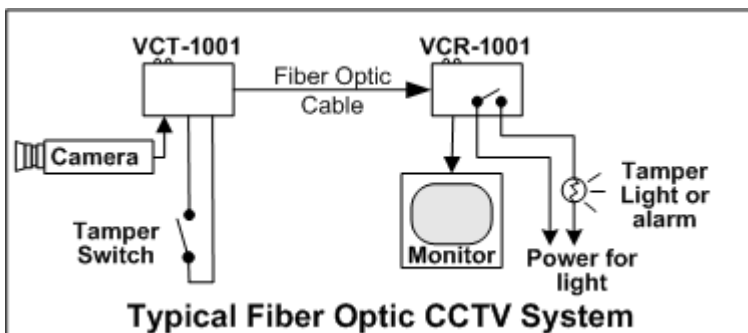 VCT-1001
VCR-1001
Fiber Optic
Cable
Camera
Tamper
Switch
Monitor
Tamper
Light or
alarm
Power for
light
Typical Fiber Optic CCTV System